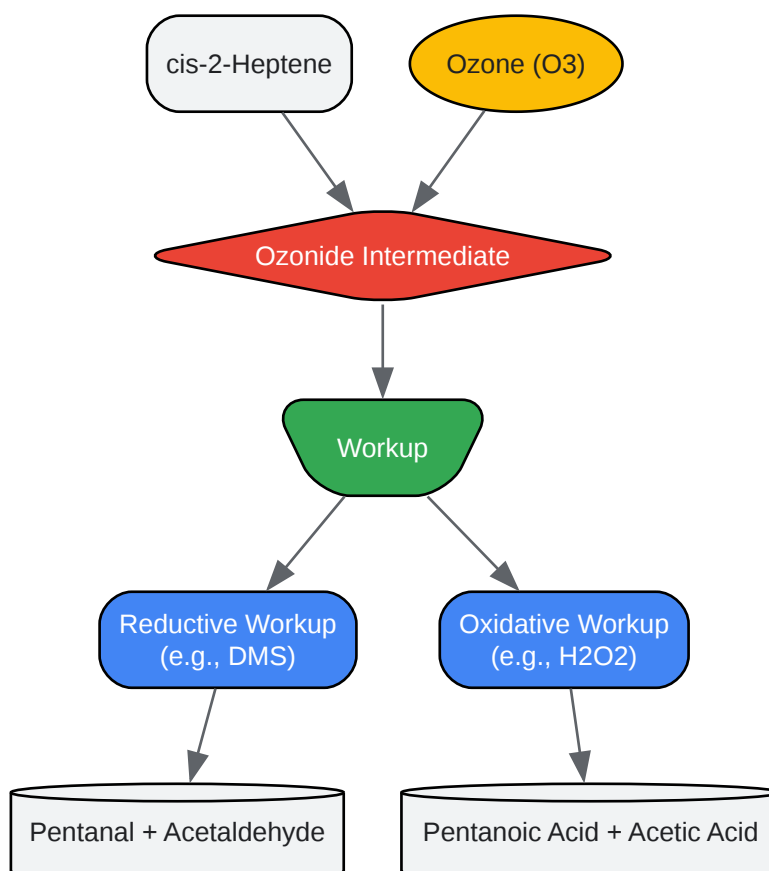 cis-2-Heptene
Ozone (O3)
Ozonide Intermediate
Workup
Reductive Workup
(e.g., DMS)
Oxidative Workup
(e.g., H2O2)
Pentanal + Acetaldehyde
Pentanoic Acid + Acetic Acid